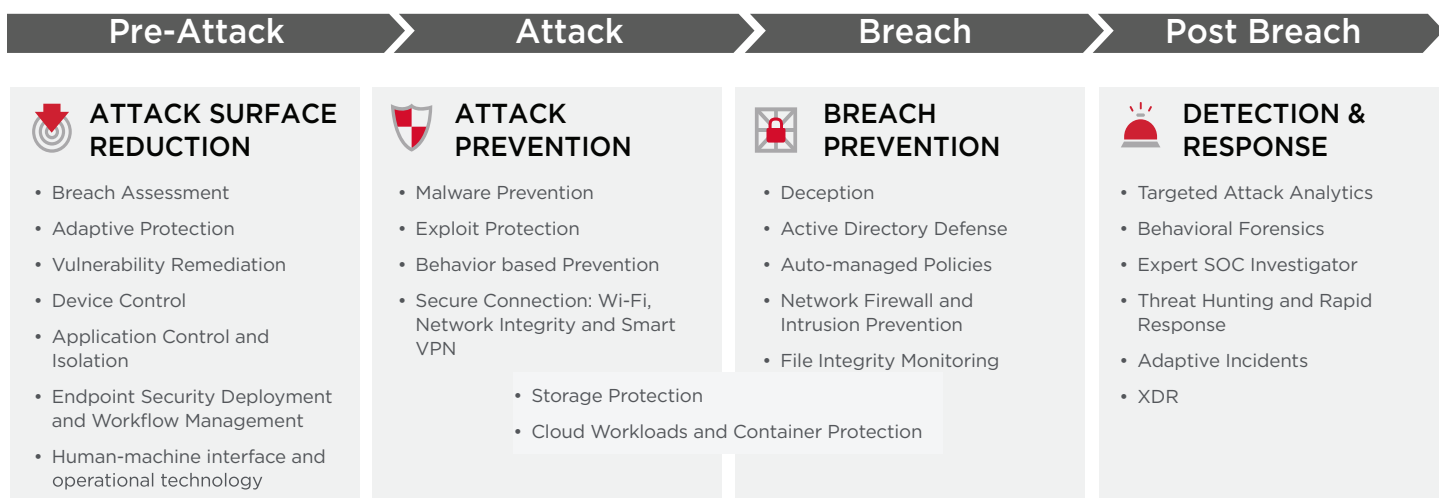 Pre-Attack
Attack
Breach
Post Breach
ATTACK SURFACE
REDUCTION
• Breach Assessment
• Adaptive Protection
• Vulnerability Remediation
• Device Control
• Application Control and
Isolation
• Endpoint Security Deployment
and Workflow Management
• Human-machine interface and
operational technology
ATTACK
PREVENTION
• Malware Prevention
• Exploit Protection
• Behavior based Prevention
• Secure Connection: Wi-Fi,
Network Integrity and Smart
VPN
BREACH
PREVENTION
• Deception
• Active Directory Defense
• Auto-managed Policies
• Network Firewall and
Intrusion Prevention
• File Integrity Monitoring
• Storage Protection
• Cloud Workloads and Container Protection
DETECTION &
RESPONSE
• Targeted Attack Analytics
• Behavioral Forensics
• Expert SOC Investigator
• Threat Hunting and Rapid
Response
• Adaptive Incidents
• XDR